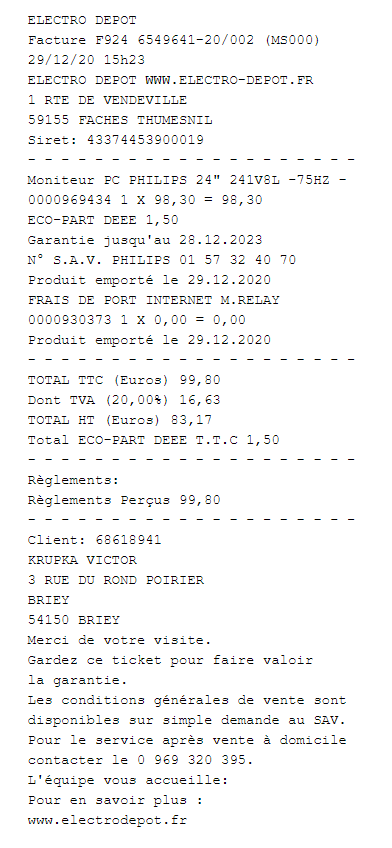 ELECTRO DEPOT
Facture F924 6549641-20/002 (MS000)
29/12/20 15h23
ELECTRO DEPOT WWW.ELECTRO-DEPOT.FR
1 RTE DE VENDEVILLE
59155 FACHES THUMESNIL
Siret: 43374453900019
- - - - - - - - - - - - - - - - - - - -
Moniteur PC PHILIPS 24" 241V8L -75HZ -
0000969434 1 X 98,30 = 98,30
ECO-PART DEEE 1,50
Garantie jusqu'au 28.12.2023
N° S.A.V. PHILIPS 01 57 32 40 70
Produit emporté le 29.12.2020
FRAIS DE PORT INTERNET M.RELAY
0000930373 1 X 0,00 = 0,00
Produit emporté le 29.12.2020
- - - - - - - - - - - - - - - - - - - -
TOTAL TTC (Euros) 99,80
Dont TVA (20,00%) 16,63
TOTAL HT (Euros) 83,17
Total ECO-PART DEEE T.T.C 1,50
- - - - - - - - - - - - - - - - - - - -
Règlements:
Règlements Perçus 99,80
- - - - - - - - - - - - - - - - - - - -
Client: 68618941
KRUPKA VICTOR
3 RUE DU ROND POIRIER
BRIEY
54150 BRIEY
Merci de votre visite.
Gardez ce ticket pour faire valoir
la garantie.
Les conditions générales de vente sont
disponibles sur simple demande au SAV.
Pour le service après vente à domicile
contacter le 0 969 320 395.
L'équipe vous accueille:
Pour en savoir plus :
www.electrodepot.fr